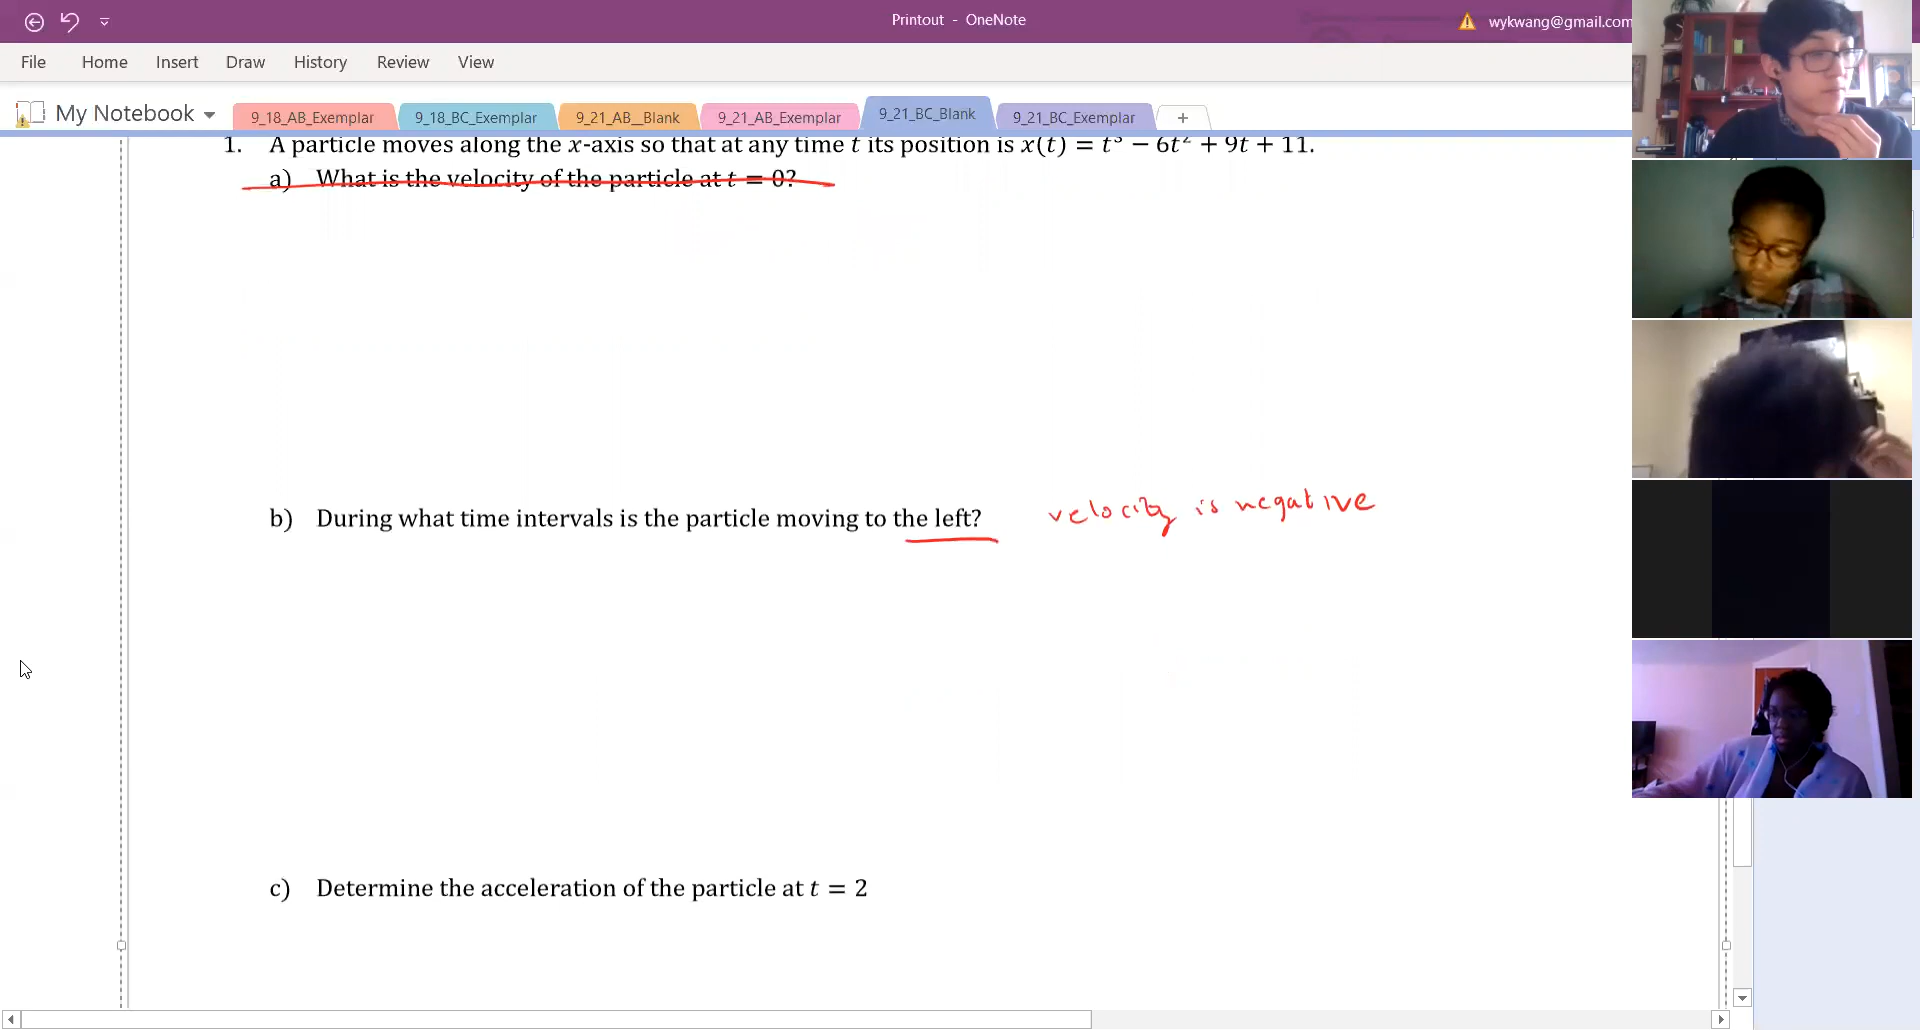 Printout - OneNote
wykwang@gmail.com
File Home Insert Draw History Review View
My Notebook
9_18_AB_Exemplar 9_18_BC_Exemplar 9_21_AB__Blank 9_21_AB_Exemplar 9_21_BC_Blank 9_21_BC_Exemplar +
1. A particle moves along the x-axis so that at any time t its position is x(t) = t³ − 6t² + 9t + 11.
a) What is the velocity of the particle at t = 0?
b) During what time intervals is the particle moving to the left? velocity is negative
c) Determine the acceleration of the particle at t = 2